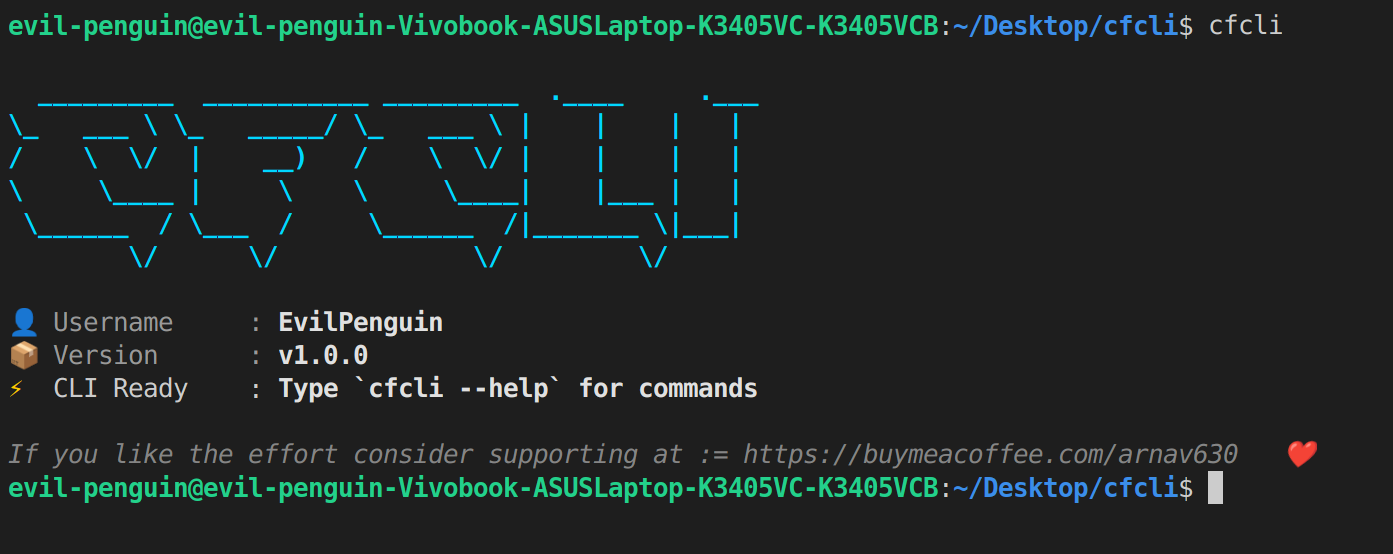 evil-penguin@evil-penguin-Vivobook-ASUSLaptop-K3405VC-K3405VCB:~/Desktop/cfcli$ cfcli
CFCLI
👤 Username : EvilPenguin
📦 Version : v1.0.0
⚡ CLI Ready : Type `cfcli --help` for commands
If you like the effort consider supporting at := https://buymeacoffee.com/arnav630 ❤️
evil-penguin@evil-penguin-Vivobook-ASUSLaptop-K3405VC-K3405VCB:~/Desktop/cfcli$